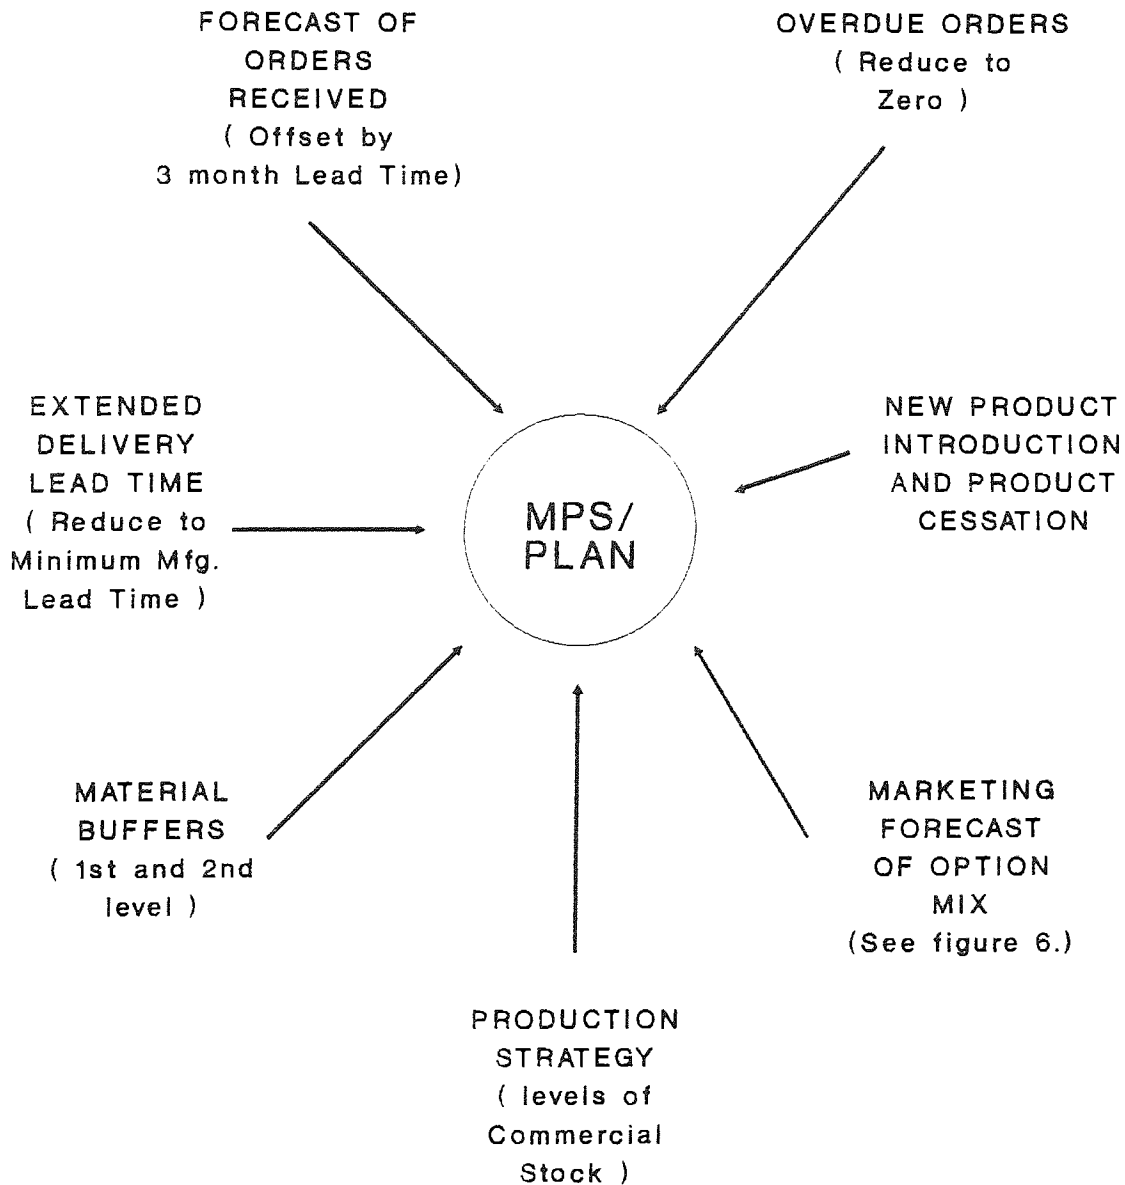 FORECAST OF
ORDERS
RECEIVED
( Offset by
3 month Lead Time)
OVERDUE ORDERS
( Reduce to
Zero )
EXTENDED
DELIVERY
LEAD TIME
( Reduce to
Minimum Mfg.
Lead Time )
MPS/
PLAN
NEW PRODUCT
INTRODUCTION
AND PRODUCT
CESSATION
MATERIAL
BUFFERS
( 1st and 2nd
level )
MARKETING
FORECAST
OF OPTION
MIX
(See figure 6.)
PRODUCTION
STRATEGY
( levels of
Commercial
Stock )